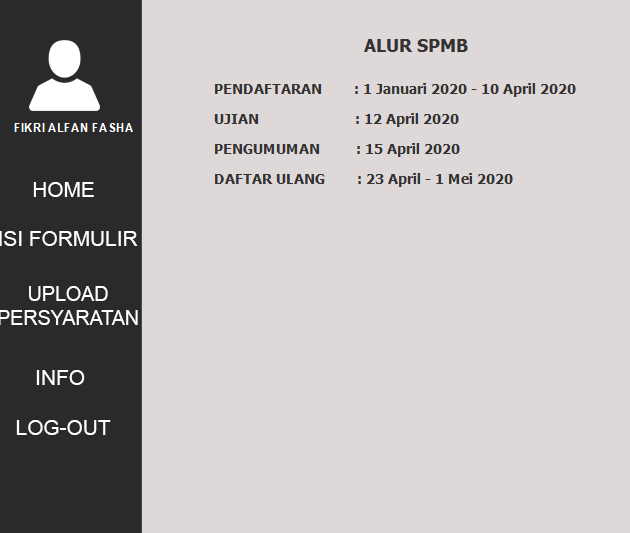 FIKRI ALFAN FASHA
HOME
ISI FORMULIR
UPLOAD
PERSYARATAN
INFO
LOG-OUT
ALUR SPMB
PENDAFTARAN : 1 Januari 2020 - 10 April 2020
UJIAN : 12 April 2020
PENGUMUMAN : 15 April 2020
DAFTAR ULANG : 23 April - 1 Mei 2020